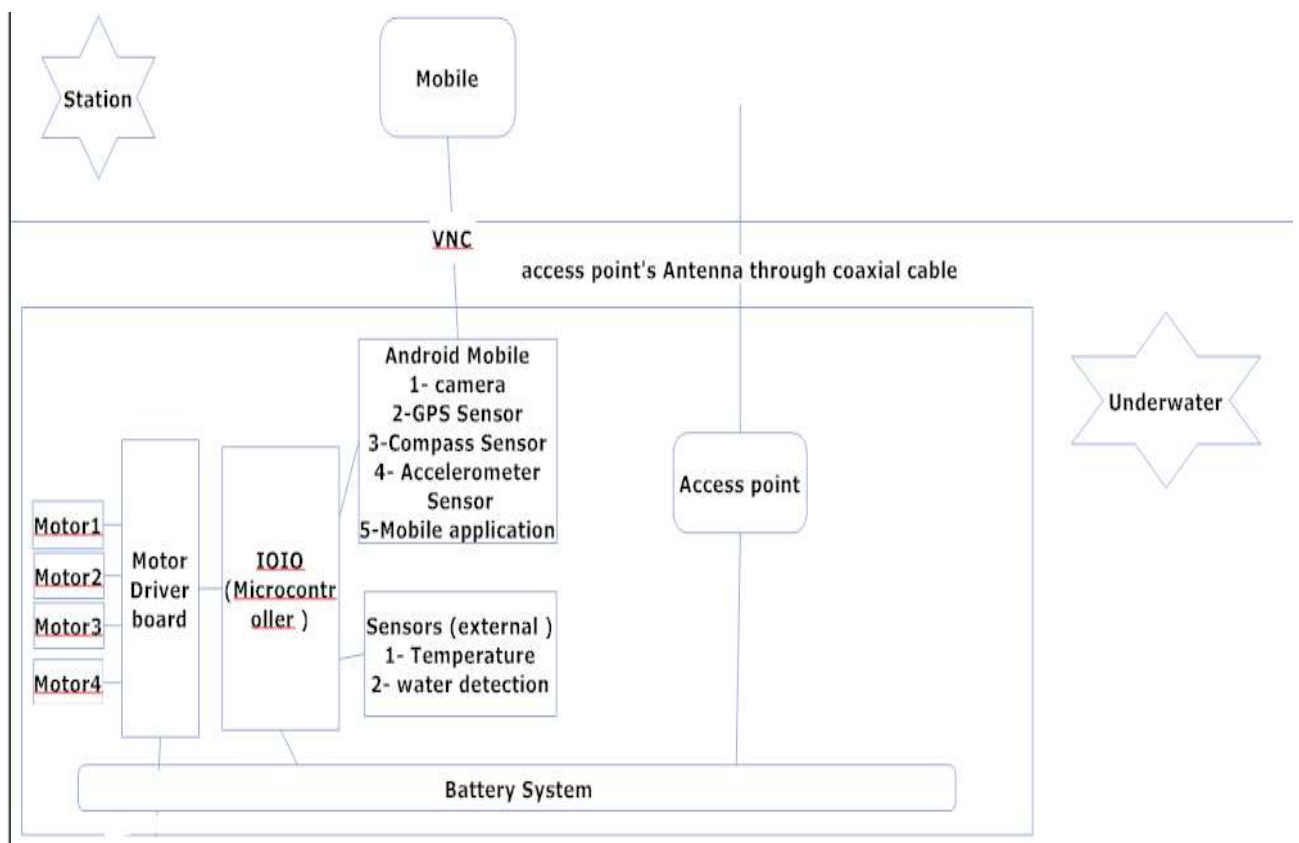 Station
Mobile
VNC
access point's Antenna through coaxial cable
Android Mobile
1- camera
2-GPS Sensor
3-Compass Sensor
4- Accelerometer
Sensor
5-Mobile application
Underwater
Access point
Motor1
Motor2
Motor3
Motor4
Motor
Driver
board
IOIO
(Microcontr
oller )
Sensors (external )
1- Temperature
2- water detection
Battery System